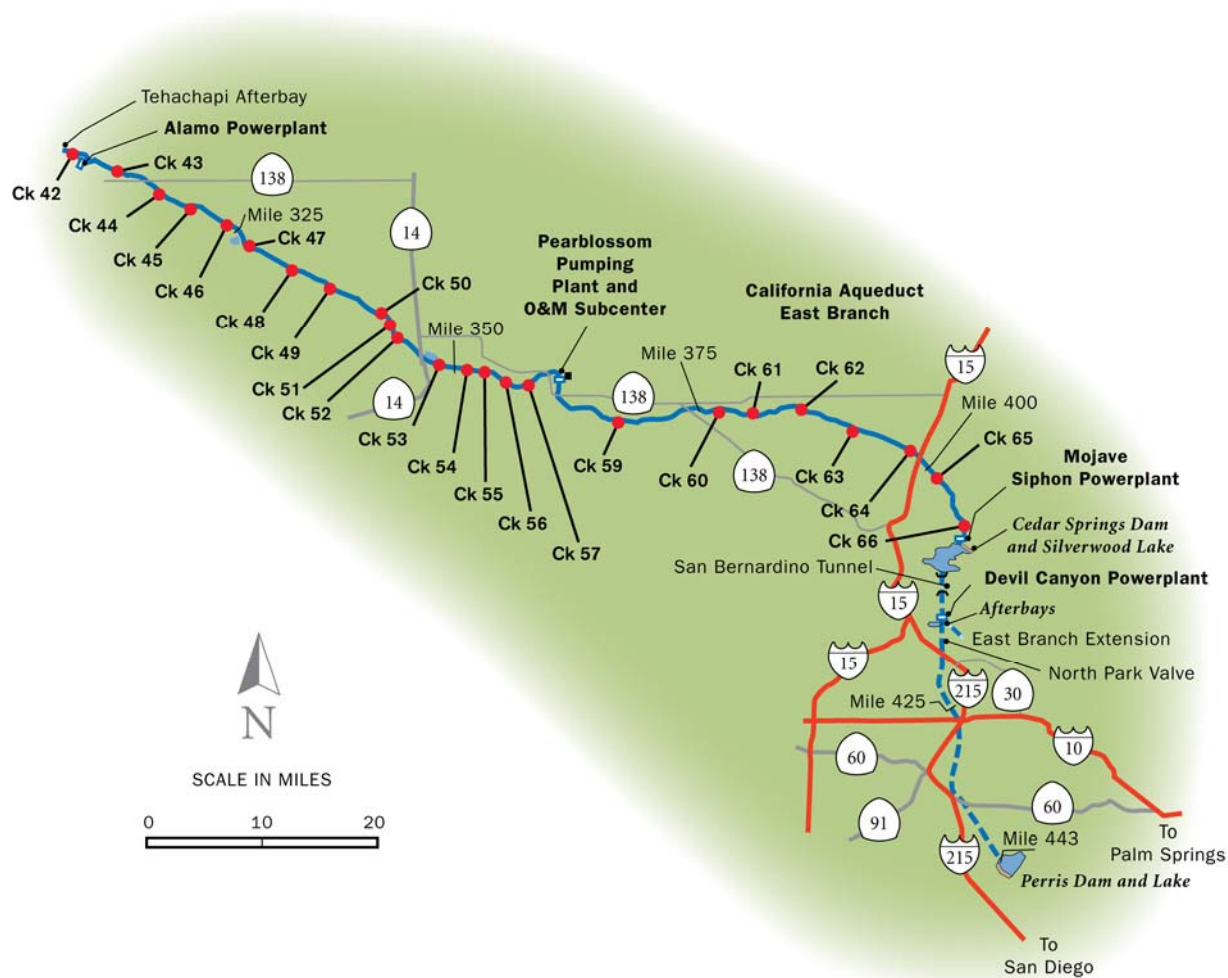 Tehachapi Afterbay
Alamo Powerplant
Ck 43
138
Ck 42
Ck 44
Mile 325
14
Ck 45
Ck 47
Ck 46
Pearblossom
Pumping
Plant and
O&M Subcenter
Ck 50
California Aqueduct
East Branch
Ck 48
Mile 350
Ck 49
15
Mile 375
Ck 61
Ck 62
Ck 51
138
Ck 52
14
Mile 400
Ck 53
Ck 59
Ck 60
Ck 63
Ck 65
Ck 54
138
Mojave
Siphon Powerplant
Ck 55
Ck 64
Ck 56
Ck 66
Cedar Springs Dam
and Silverwood Lake
Ck 57
San Bernardino Tunnel
Devil Canyon Powerplant
15
Afterbays
East Branch Extension
15
North Park Valve
215
30
Mile 425
N
10
60
SCALE IN MILES
60
0 10 20
91
To
Palm Springs
Mile 443
215
Perris Dam and Lake
To
San Diego